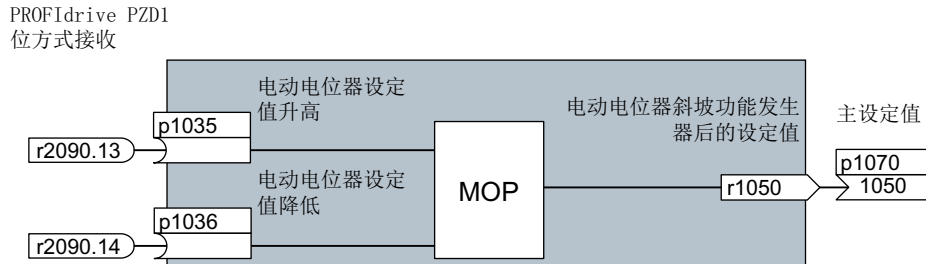 PROFIdrive PZD1
位方式接收
电动电位器设定
值升高
p1035
r2090.13
电动电位器设定
值降低
p1036
r2090.14
MOP
电动电位器斜坡功能发生
器后的设定值
r1050
主设定值
p1070
1050